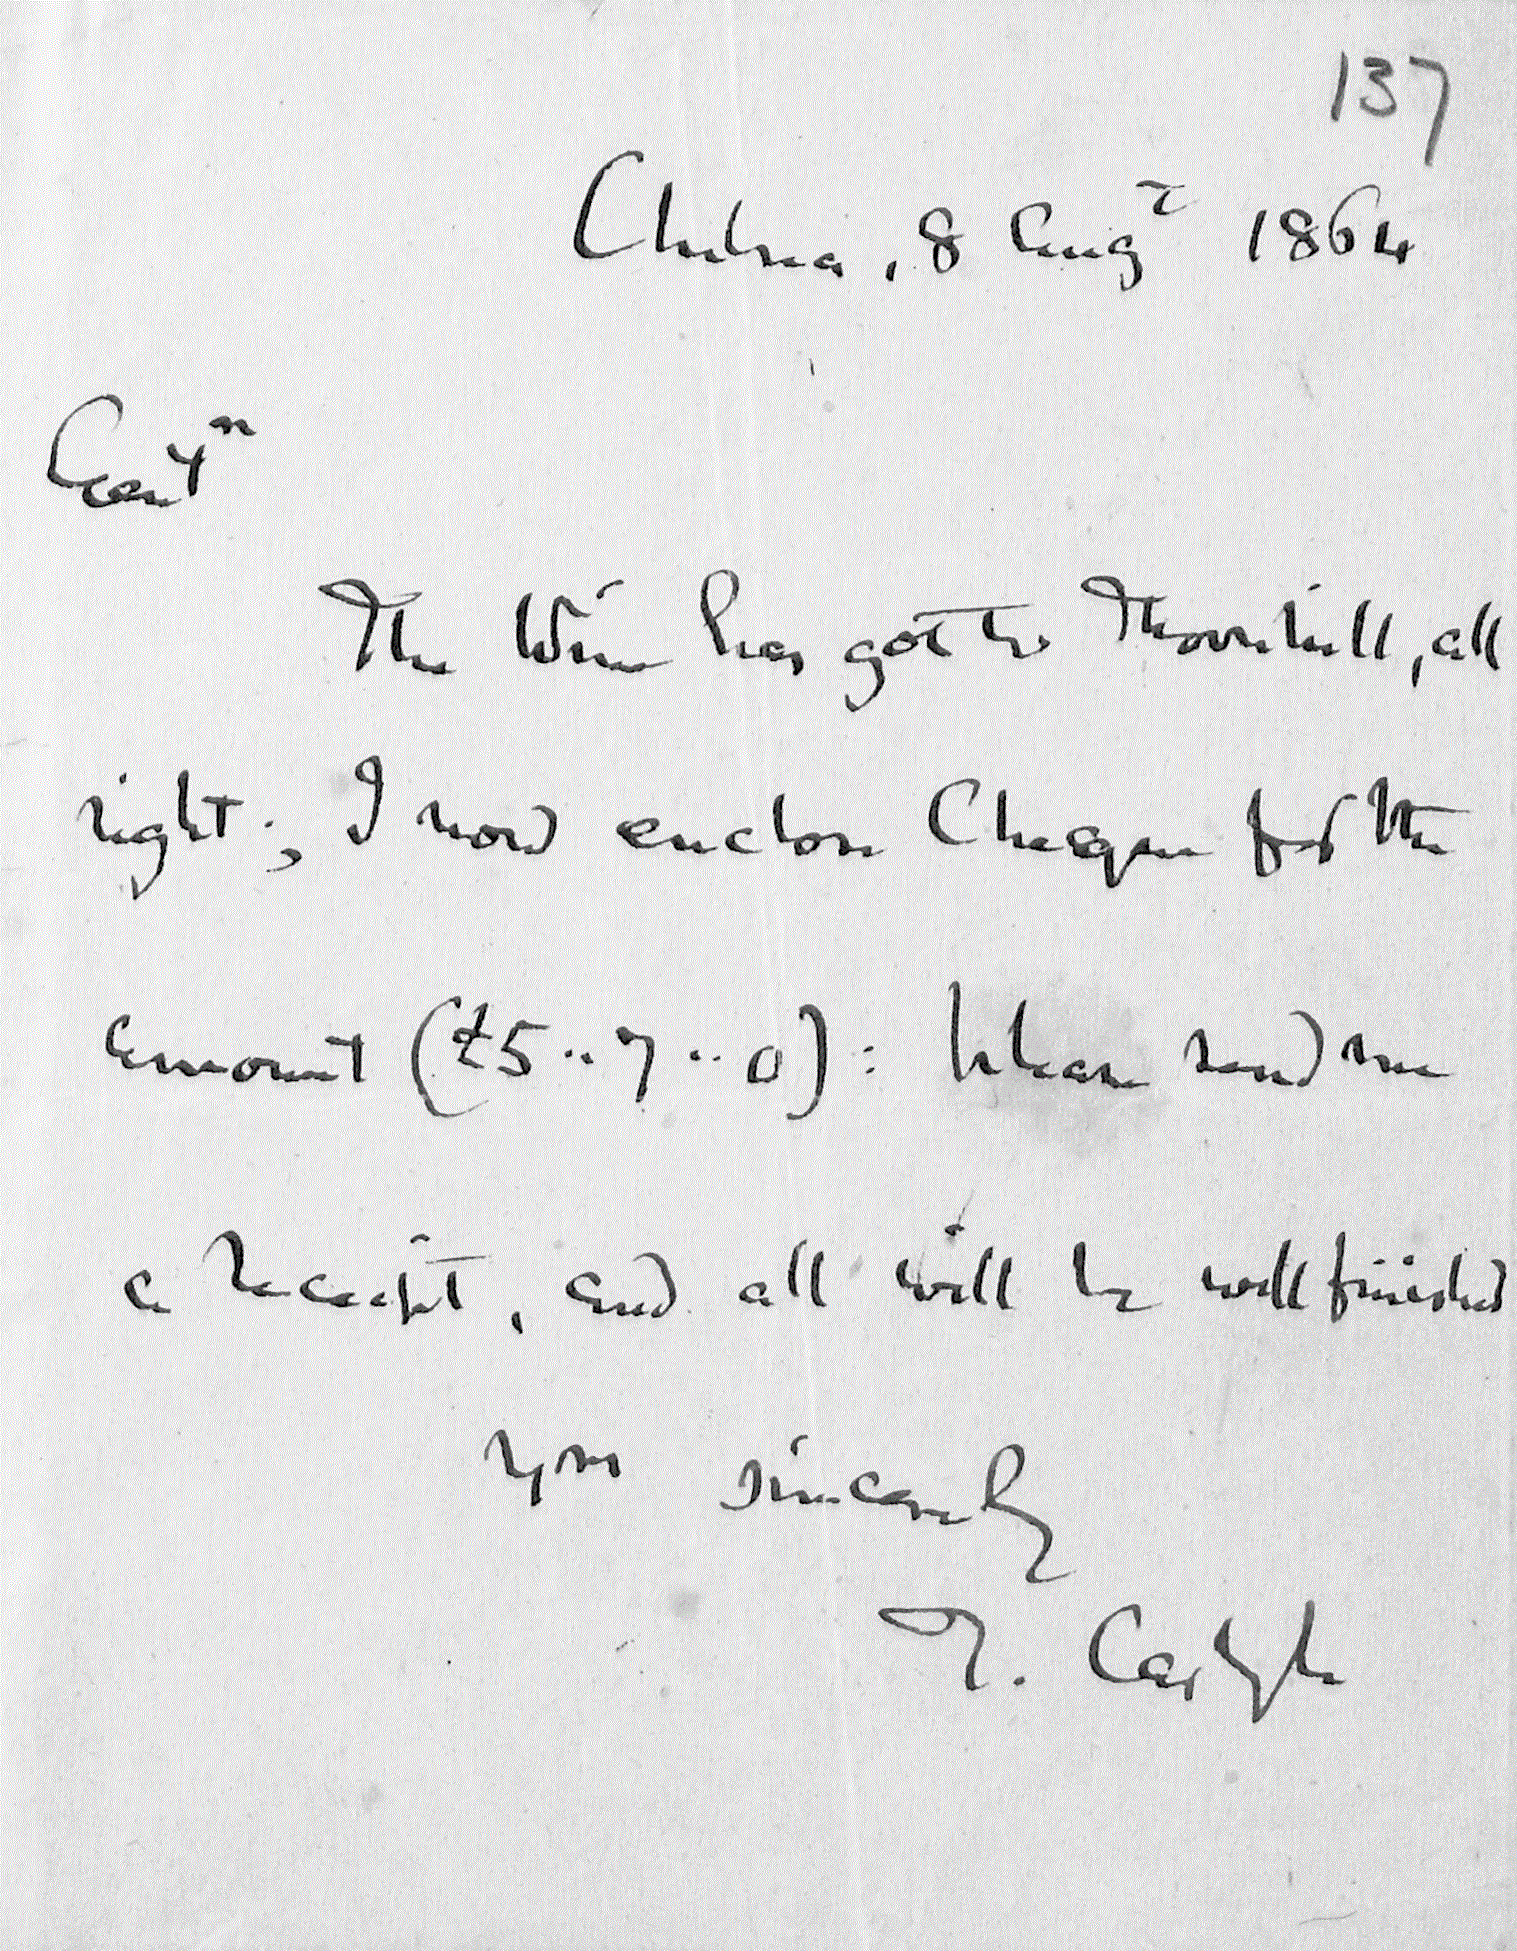 137
Chelsea, 8 Augt 1864
Gentn
The Wine has got to Thornhill, all
right; I now enclose Cheque for the
amount (£5..7..0): please send me
a receipt, and all will be well finished
Yrs sincerely
T. Carlyle